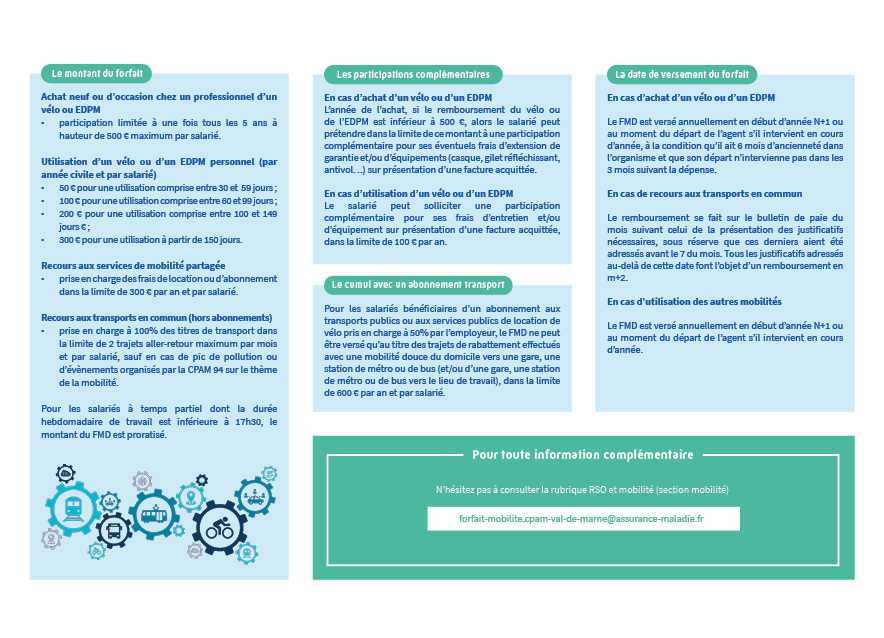 Le montant du forfait
Achat neuf ou d'occasion chez un professionnel d'un
vélo ou EDPM
• participation limitée à une fois tous les 5 ans à
hauteur de 500 € maximum par salarié.
Utilisation d'un vélo ou d'un EDPM personnel (par
année civile et par salarié)
• 50 € pour une utilisation comprise entre 30 et 59 jours ;
• 100 € pour une utilisation comprise entre 60 et 99 jours ;
• 200 € pour une utilisation comprise entre 100 et 149
jours € ;
• 300 € pour une utilisation à partir de 150 jours.
Recours aux services de mobilité partagée
• prise en charge des frais de location ou d'abonnement
dans la limite de 300 € par an et par salarié.
Recours aux transports en commun (hors abonnements)
• prise en charge à 100% des titres de transport dans
la limite de 2 trajets aller-retour maximum par mois
et par salarié, sauf en cas de pic de pollution ou
d'évènements organisés par la CPAM 94 sur le thème
de la mobilité.
Pour les salariés à temps partiel dont la durée
hebdomadaire de travail est inférieure à 17h30, le
montant du FMD est proratisé.
Les participations complémentaires
En cas d'achat d'un vélo ou d'un EDPM
L'année de l'achat, si le remboursement du vélo ou
de l'EDPM est inférieur à 500 €, alors le salarié peut
prétendre dans la limite de ce montant à une participation
complémentaire pour ses éventuels frais d'extension de
garantie et/ou d'équipements (casque, gilet réfléchissant,
antivol…) sur présentation d'une facture acquittée.
En cas d'utilisation d'un vélo ou d'un EDPM
Le salarié peut solliciter une participation
complémentaire pour ses frais d'entretien et/ou
d'équipement sur présentation d'une facture acquittée,
dans la limite de 100 € par an.
Le cumul avec un abonnement transport
Pour les salariés bénéficiaires d'un abonnement aux
transports publics ou aux services publics de location de
vélo pris en charge à 50% par l'employeur, le FMD ne peut
être versé qu'au titre des trajets de rabattement effectués
avec une mobilité douce du domicile vers une gare, une
station de métro ou de bus (et/ou d'une gare, une station
de métro ou de bus vers le lieu de travail), dans la limite
de 600 € par an et par salarié.
La date de versement du forfait
En cas d'achat d'un vélo ou d'un EDPM
Le FMD est versé annuellement en début d'année N+1 ou
au moment du départ de l'agent s'il intervient en cours
d'année, à la condition qu'il ait 6 mois d'ancienneté dans
l'organisme et que son départ n'intervienne pas dans les
3 mois suivant la dépense.
En cas de recours aux transports en commun
Le remboursement se fait sur le bulletin de paie du
mois suivant celui de la présentation des justificatifs
nécessaires, sous réserve que ces derniers aient été
adressés avant le 7 du mois. Tous les justificatifs adressés
au-delà de cette date font l'objet d'un remboursement en
m+2.
En cas d'utilisation des autres mobilités
Le FMD est versé annuellement en début d'année N+1 ou
au moment du départ de l'agent s'il intervient en cours
d'année.
Pour toute information complémentaire
N'hésitez pas à consulter la rubrique RSO et mobilité (section mobilité)
forfait-mobilite.cpam-val-de-marne@assurance-maladie.fr